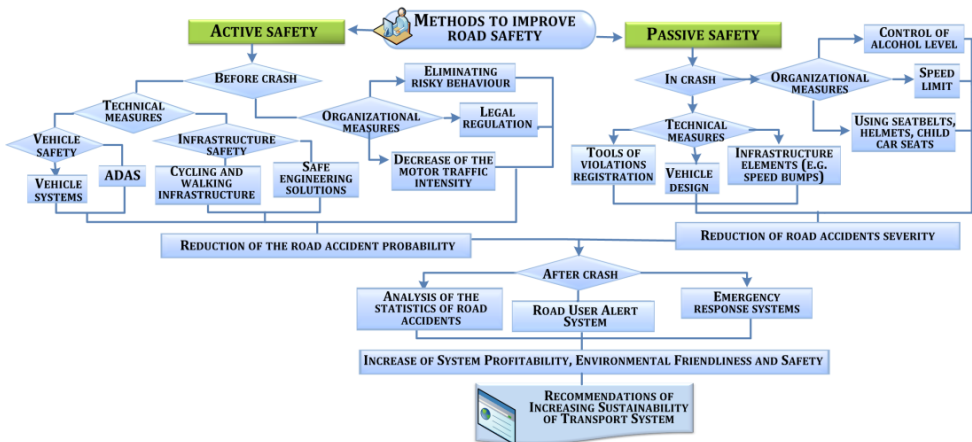 METHODS TO IMPROVE
ROAD SAFETY
ACTIVE SAFETY
PASSIVE SAFETY
CONTROL OF
ALCOHOL LEVEL
BEFORE CRASH
ELIMINATING
RISKY BEHAVIOUR
IN CRASH
ORGANIZATIONAL
MEASURES
SPEED
LIMIT
TECHNICAL
MEASURES
ORGANIZATIONAL
MEASURES
LEGAL
REGULATION
USING SEATBELTS,
HELMETS, CHILD
CAR SEATS
VEHICLE
SAFETY
INFRASTRUCTURE
SAFETY
TECHNICAL
MEASURES
VEHICLE
SYSTEMS
ADAS
CYCLING AND
WALKING
INFRASTRUCTURE
SAFE
ENGINEERING
SOLUTIONS
DECREASE OF THE
MOTOR TRAFFIC
INTENSITY
TOOLS OF
VIOLATIONS
REGISTRATION
VEHICLE
DESIGN
INFRASTRUCTURE
ELEMENTS (E.G.
SPEED BUMPS)
REDUCTION OF THE ROAD ACCIDENT PROBABILITY
REDUCTION OF ROAD ACCIDENTS SEVERITY
AFTER CRASH
ANALYSIS OF THE
STATISTICS OF ROAD
ACCIDENTS
ROAD USER ALERT
SYSTEM
EMERGENCY
RESPONSE SYSTEMS
INCREASE OF SYSTEM PROFITABILITY, ENVIRONMENTAL FRIENDLINESS AND SAFETY
RECOMMENDATIONS OF
INCREASING SUSTAINABILITY
OF TRANSPORT SYSTEM